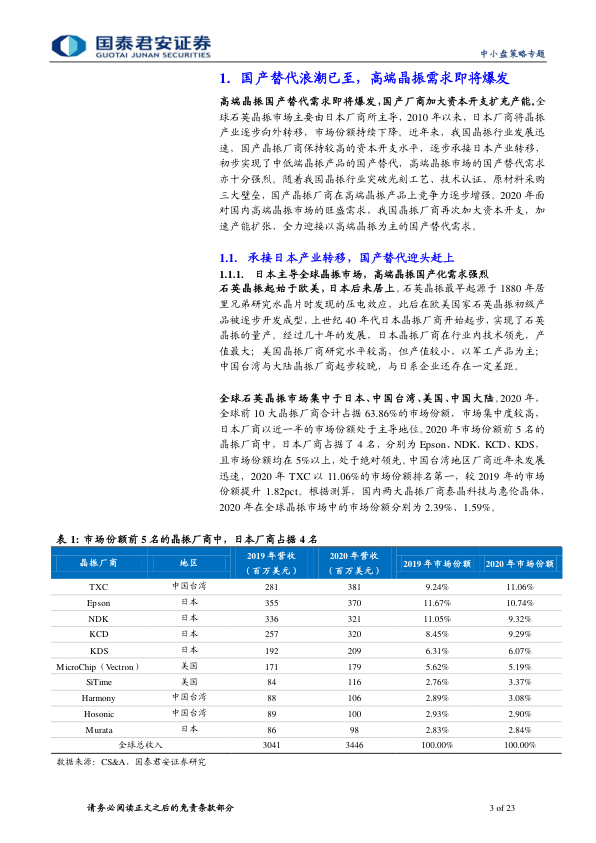 国泰君安证券
GUOTAI JUNAN SECURITIES
中小盘策略专题
1. 国产替代浪潮已至，高端晶振需求即将爆发
高端晶振国产替代需求即将爆发，国产厂商加大资本开支扩充产能。全
球石英晶振市场主要由日本厂商所主导，2010 年以来，日本厂商将晶振
产业逐步向外转移，市场份额持续下降。近年来，我国晶振行业发展迅
速，国产晶振厂商保持较高的资本开支水平，逐步承接日本产业转移，
初步实现了中低端晶振产品的国产替代，高端晶振市场的国产替代需求
亦十分强烈。随着我国晶振行业突破光刻工艺、技术认证、原材料采购
三大壁垒，国产晶振厂商在高端晶振产品上竞争力逐步增强。2020 年面
对国内高端晶振市场的旺盛需求，我国晶振厂商再次加大资本开支，加
速产能扩张，全力迎接以高端晶振为主的国产替代需求。
1.1. 承接日本产业转移，国产替代迎头赶上
1.1.1. 日本主导全球晶振市场，高端晶振国产化需求强烈
石英晶振起始于欧美，日本后来居上。石英晶振最早起源于 1880 年居
里兄弟研究水晶片时发现的压电效应，此后在欧美国家石英晶振初级产
品被逐步开发成型，上世纪 40 年代日本晶振厂商开始起步，实现了石英
晶振的量产。经过几十年的发展，日本晶振厂商在行业内技术领先，产
值最大；美国晶振厂商研究水平较高，但产值较小，以军工产品为主；
中国台湾与大陆晶振厂商起步较晚，与日系企业还存在一定差距。
全球石英晶振市场集中于日本、中国台湾、美国、中国大陆。2020 年，
全球前 10 大晶振厂商合计占据 63.86%的市场份额，市场集中度较高，
日本厂商以近一半的市场份额处于主导地位。2020 年市场份额前 5 名的
晶振厂商中，日本厂商占据了 4 名，分别为 Epson、NDK、KCD、KDS，
且市场份额均在 5%以上，处于绝对领先。中国台湾地区厂商近年来发展
迅速，2020 年 TXC 以 11.06%的市场份额排名第一，较 2019 年的市场
份额提升 1.82pct。根据测算，国内两大晶振厂商泰晶科技与惠伦晶体，
2020 年在全球晶振市场中的市场份额分别为 2.39%、1.59%。
表 1：市场份额前 5 名的晶振厂商中，日本厂商占据 4 名
晶振厂商 地区 2019 年营收（百万美元） 2020 年营收（百万美元） 2019 年市场份额 2020 年市场份额
TXC 中国台湾 281 381 9.24% 11.06%
Epson 日本 355 370 11.67% 10.74%
NDK 日本 336 321 11.05% 9.32%
KCD 日本 257 320 8.45% 9.29%
KDS 日本 192 209 6.31% 6.07%
MicroChip（Vectron） 美国 171 179 5.62% 5.19%
SiTime 美国 84 116 2.76% 3.37%
Harmony 中国台湾 88 106 2.89% 3.08%
Hosonic 中国台湾 89 100 2.93% 2.90%
Murata 日本 86 98 2.83% 2.84%
全球总收入 3041 3446 100.00% 100.00%
数据来源：CS&A、国泰君安证券研究
请务必阅读正文之后的免责条款部分
3 of 23